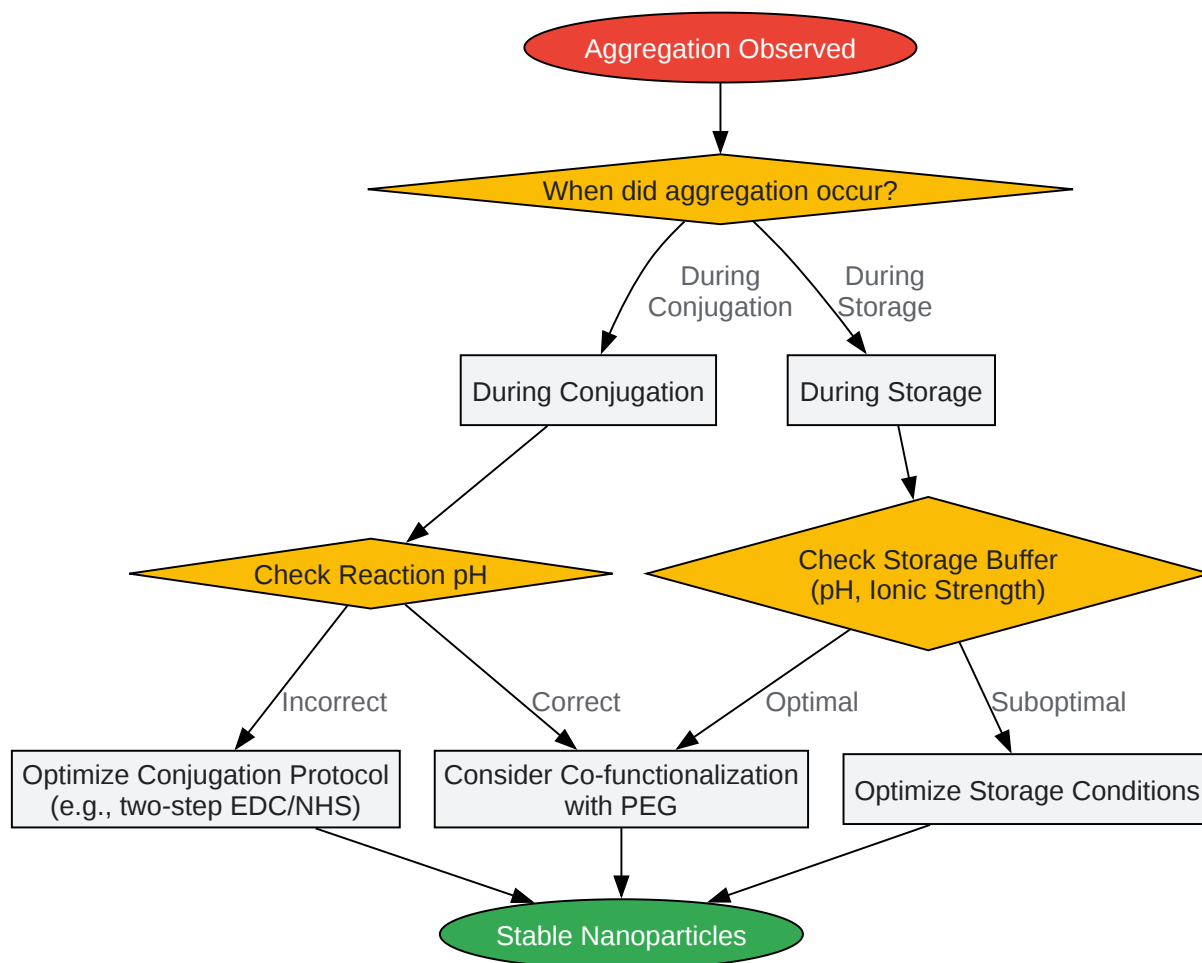 Aggregation Observed
When did aggregation occur?
During
Conjugation
During
Storage
During Conjugation
During Storage
Check Reaction pH
Check Storage Buffer
(pH, Ionic Strength)
Incorrect
Correct
Optimal
Suboptimal
Optimize Conjugation Protocol
(e.g., two-step EDC/NHS)
Consider Co-functionalization
with PEG
Optimize Storage Conditions
Stable Nanoparticles